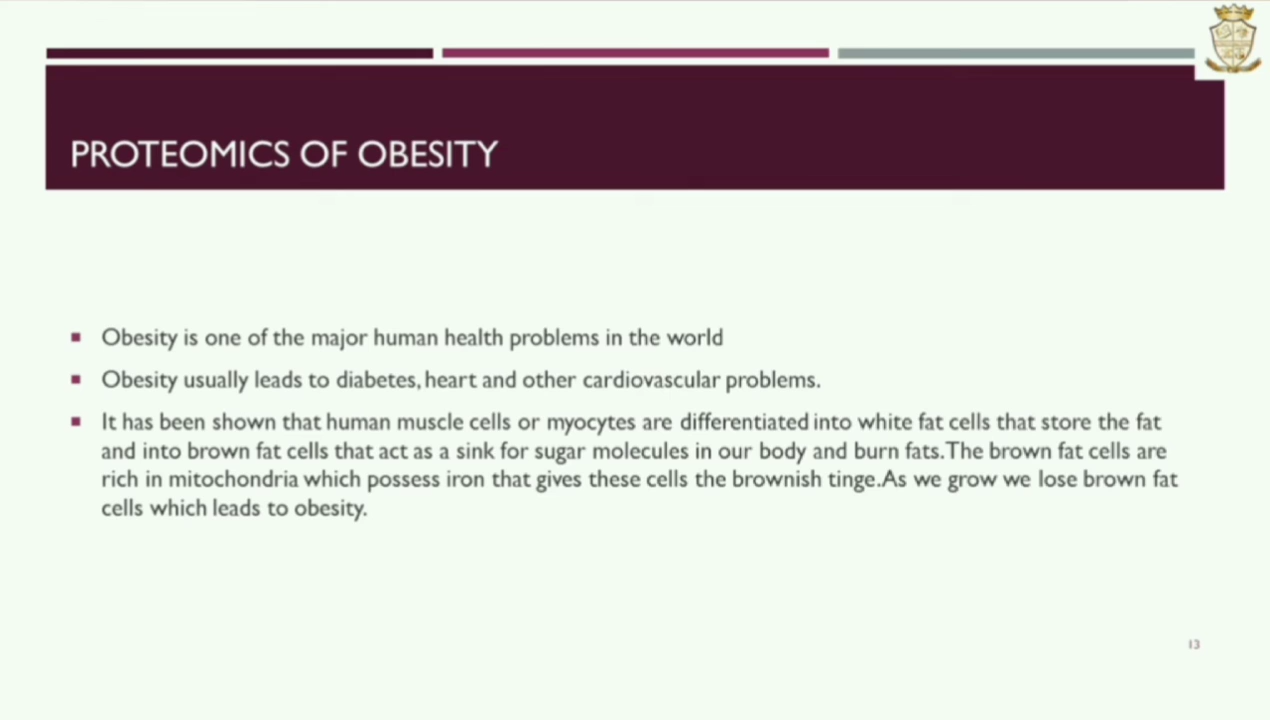 PROTEOMICS OF OBESITY
Obesity is one of the major human health problems in the world
Obesity usually leads to diabetes, heart and other cardiovascular problems.
It has been shown that human muscle cells or myocytes are differentiated into white fat cells that store the fat
and into brown fat cells that act as a sink for sugar molecules in our body and burn fats. The brown fat cells are
rich in mitochondria which possess iron that gives these cells the brownish tinge. As we grow we lose brown fat
cells which leads to obesity.
13